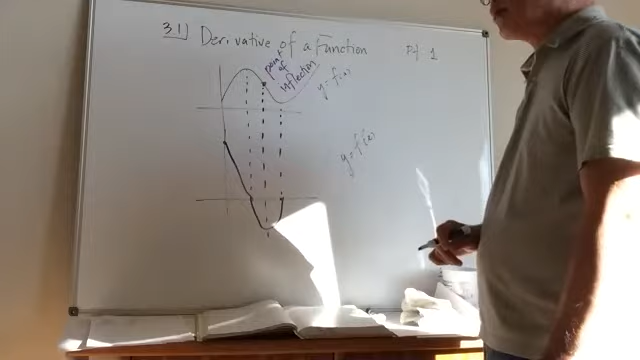 3.1) Derivative of a Function Pt 1
point
of
inflection
y=f(x)
y=f'(x)